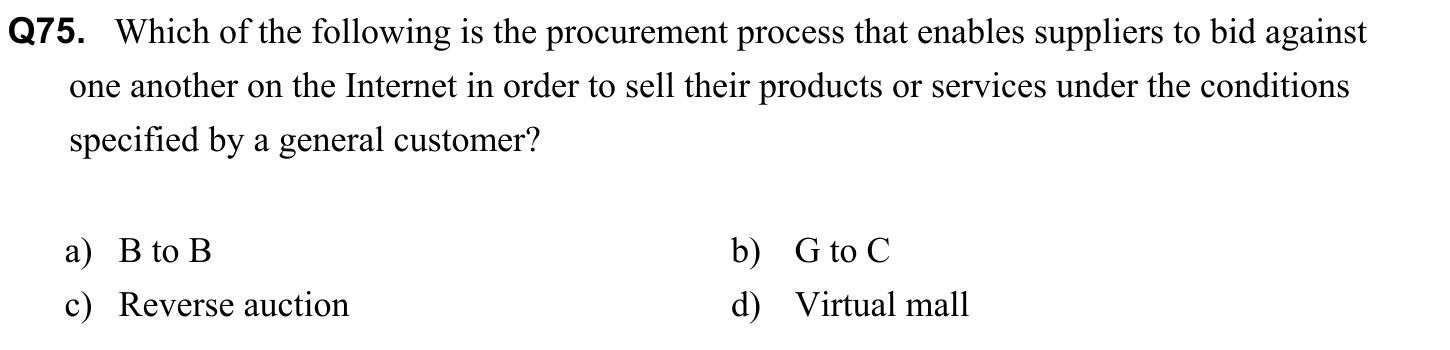 Q75. Which of the following is the procurement process that enables suppliers to bid against
one another on the Internet in order to sell their products or services under the conditions
specified by a general customer?
a) B to B b) G to C
c) Reverse auction d) Virtual mall